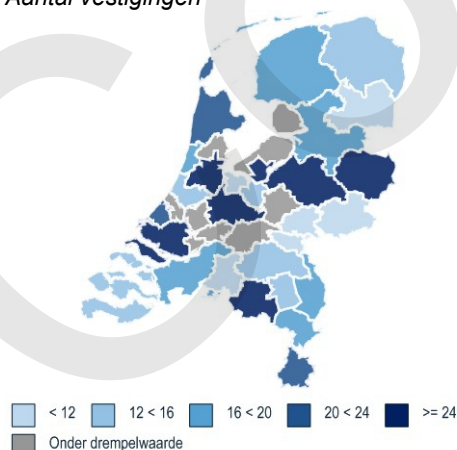 Aantal vestigingen
< 12 12 < 16 16 < 20 20 < 24 >= 24
Onder drempelwaarde